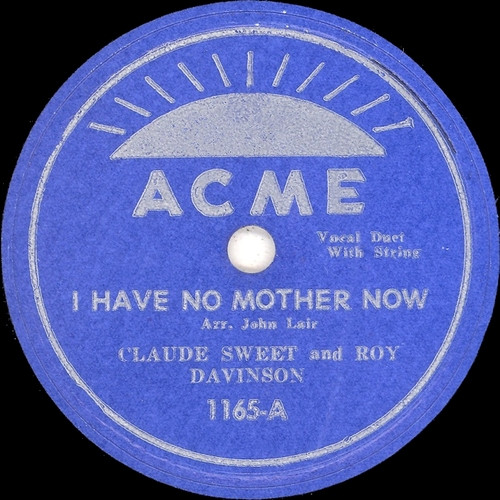 ACME
Vocal Duet
With String
I HAVE NO MOTHER NOW
Arr. John Lair
CLAUDE SWEET and ROY
DAVINSON
1165-A